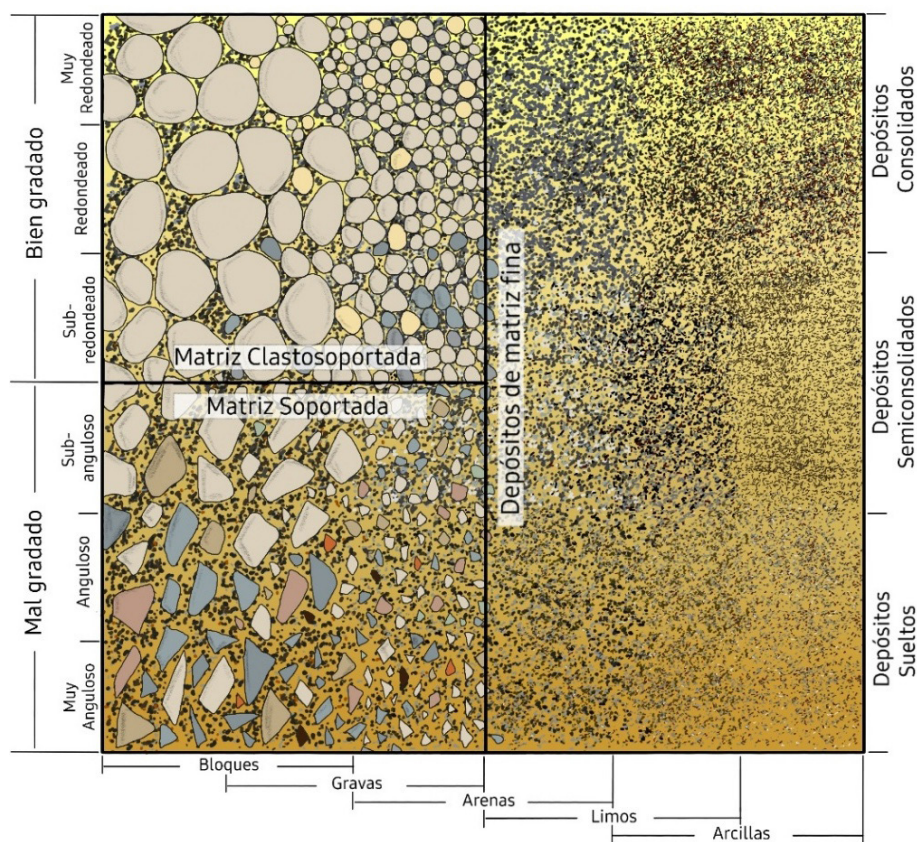 Bien gradado
Mal gradado
Muy
Redondeado
Redondeado
Sub-
redondeado
Sub-
anguloso
Anguloso
Muy
Anguloso
Matriz Clastosoportada
Matriz Soportada
Depósitos de matriz fina
Depósitos
Consolidados
Depósitos
Semiconsolidados
Depósitos
Sueltos
Bloques
Gravas
Arenas
Limos
Arcillas